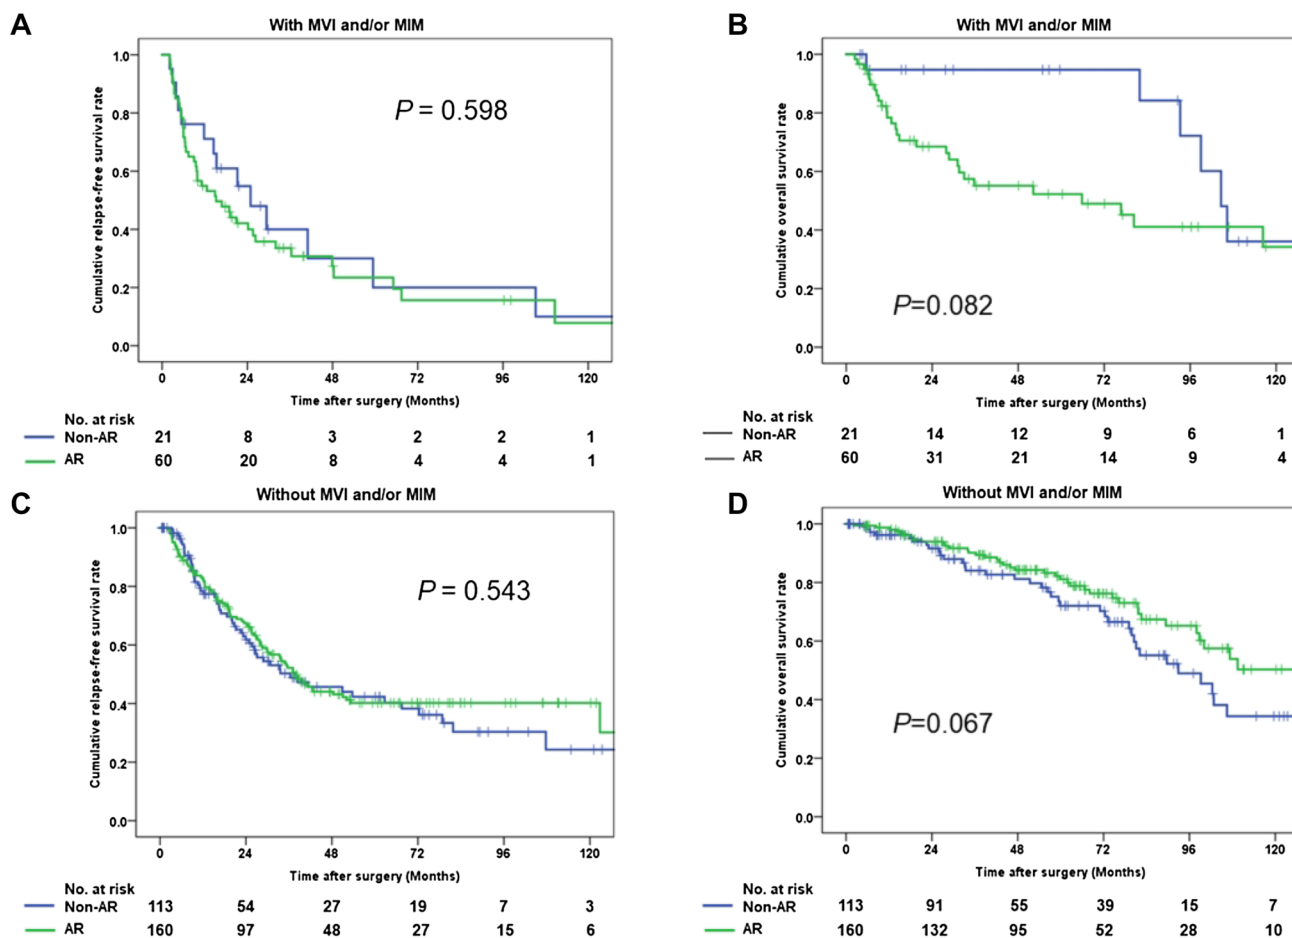 A
With MVI and/or MIM
Cumulative relapse-free survival rate
1.0
0.8
0.6
0.4
0.2
0.0
P = 0.598
0 24 48 72 96 120
Time after surgery (Months)
No. at risk
Non-AR 21 8 3 2 2 1
AR 60 20 8 4 4 1
B
With MVI and/or MIM
Cumulative overall survival rate
1.0
0.8
0.6
0.4
0.2
0.0
P=0.082
0 24 48 72 96 120
Time after surgery (Months)
No. at risk
Non-AR 21 14 12 9 6 1
AR 60 31 21 14 9 4
C
Without MVI and/or MIM
Cumulative relapse-free survival rate
1.0
0.8
0.6
0.4
0.2
0.0
P = 0.543
0 24 48 72 96 120
Time after surgery (Months)
No. at risk
Non-AR 113 54 27 19 7 3
AR 160 97 48 27 15 6
D
Without MVI and/or MIM
Cumulative overall survival rate
1.0
0.8
0.6
0.4
0.2
0.0
P=0.067
0 24 48 72 96 120
Time after surgery (Months)
No. at risk
Non-AR 113 91 55 39 15 7
AR 160 132 95 52 28 10